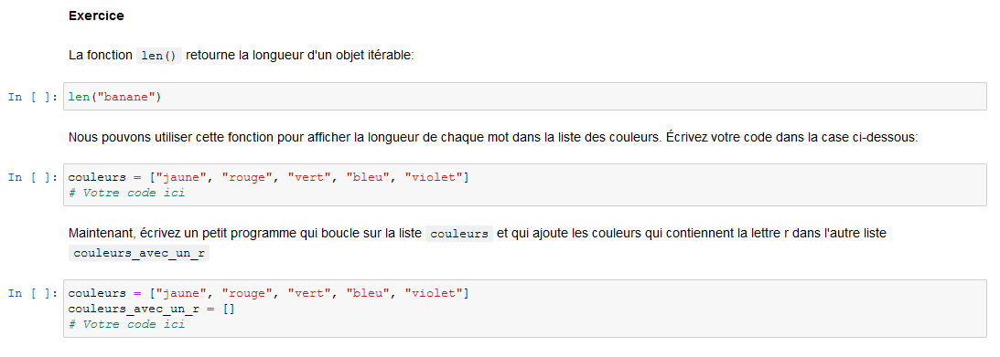 Exercice
La fonction len() retourne la longueur d'un objet itérable:
In [ ]: len("banane")
Nous pouvons utiliser cette fonction pour afficher la longueur de chaque mot dans la liste des couleurs. Écrivez votre code dans la case ci-dessous:
In [ ]: couleurs = ["jaune", "rouge", "vert", "bleu", "violet"]
# Votre code ici
Maintenant, écrivez un petit programme qui boucle sur la liste couleurs et qui ajoute les couleurs qui contiennent la lettre r dans l'autre liste
couleurs_avec_un_r
In [ ]: couleurs = ["jaune", "rouge", "vert", "bleu", "violet"]
couleurs_avec_un_r = []
# Votre code ici